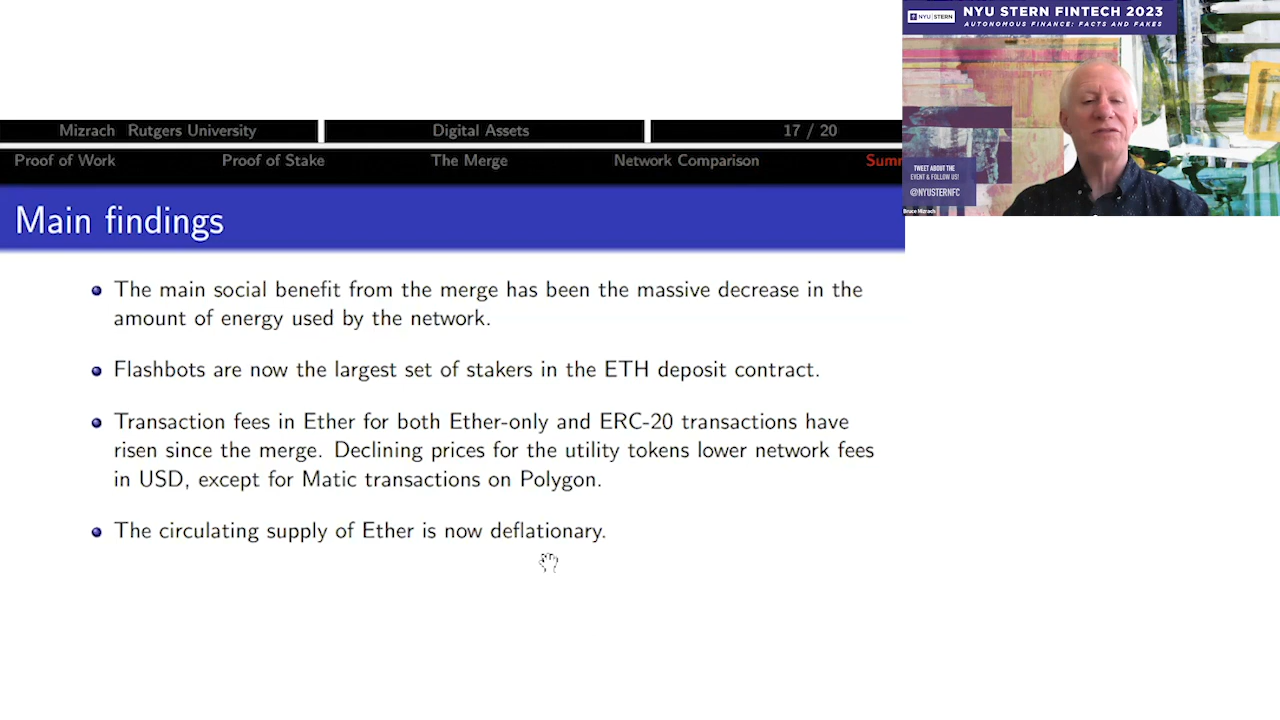 NYU STERN
NYU STERN FINTECH 2023
AUTONOMOUS FINANCE: FACTS AND FAKES
Mizrach Rutgers University
Digital Assets
17 / 20
Proof of Work
Proof of Stake
The Merge
Network Comparison
Summ
Main findings
The main social benefit from the merge has been the massive decrease in the
amount of energy used by the network.
Flashbots are now the largest set of stakers in the ETH deposit contract.
Transaction fees in Ether for both Ether-only and ERC-20 transactions have
risen since the merge. Declining prices for the utility tokens lower network fees
in USD, except for Matic transactions on Polygon.
The circulating supply of Ether is now deflationary.
TWEET ABOUT THE
EVENT & FOLLOW US!
@NYUSTERNFC
Bruce Mizrach